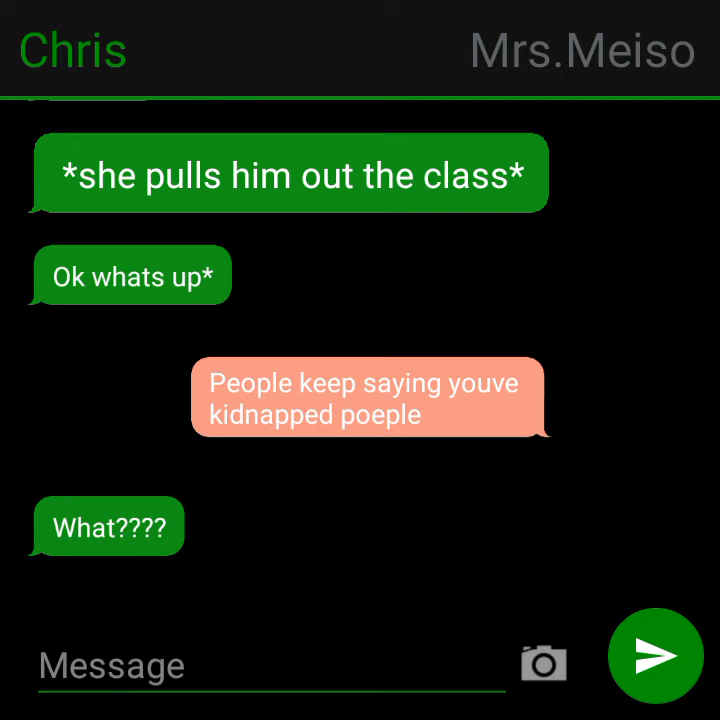 Chris
Mrs.Meiso
*she pulls him out the class*
Ok whats up*
People keep saying youve
kidnapped poeple
What????
Message